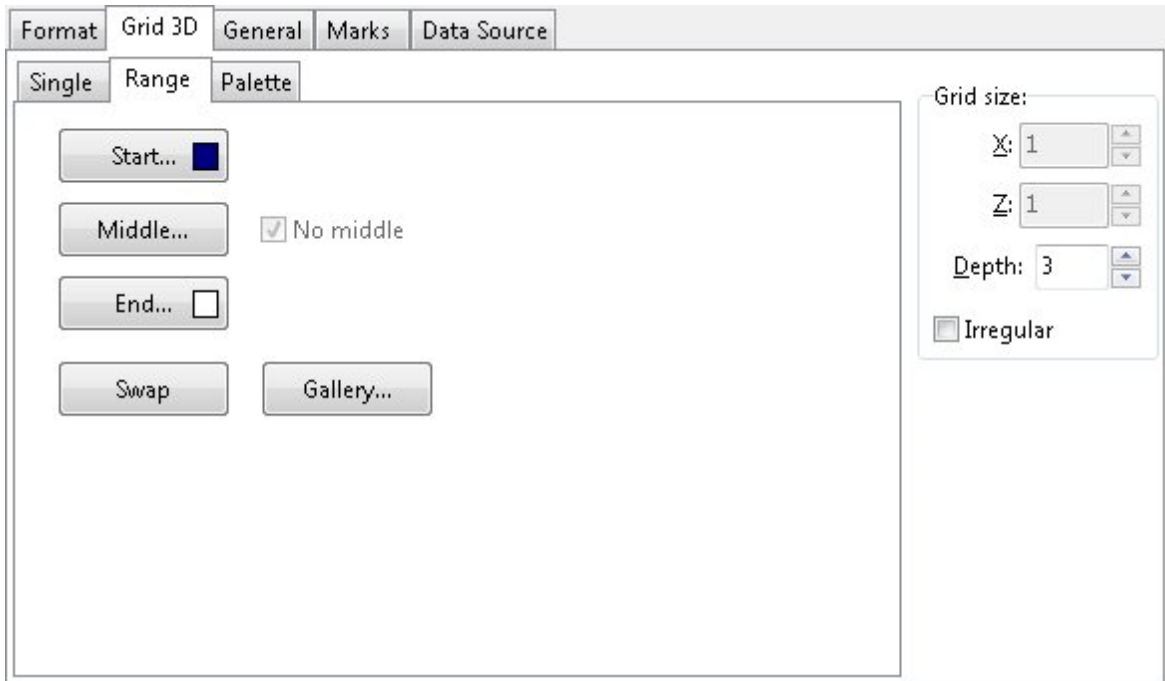 Format Grid 3D General Marks Data Source
Single Range Palette
Grid size:
Start...
X: 1
Middle... No middle
Z: 1
End...
Depth: 3
Irregular
Swap Gallery...